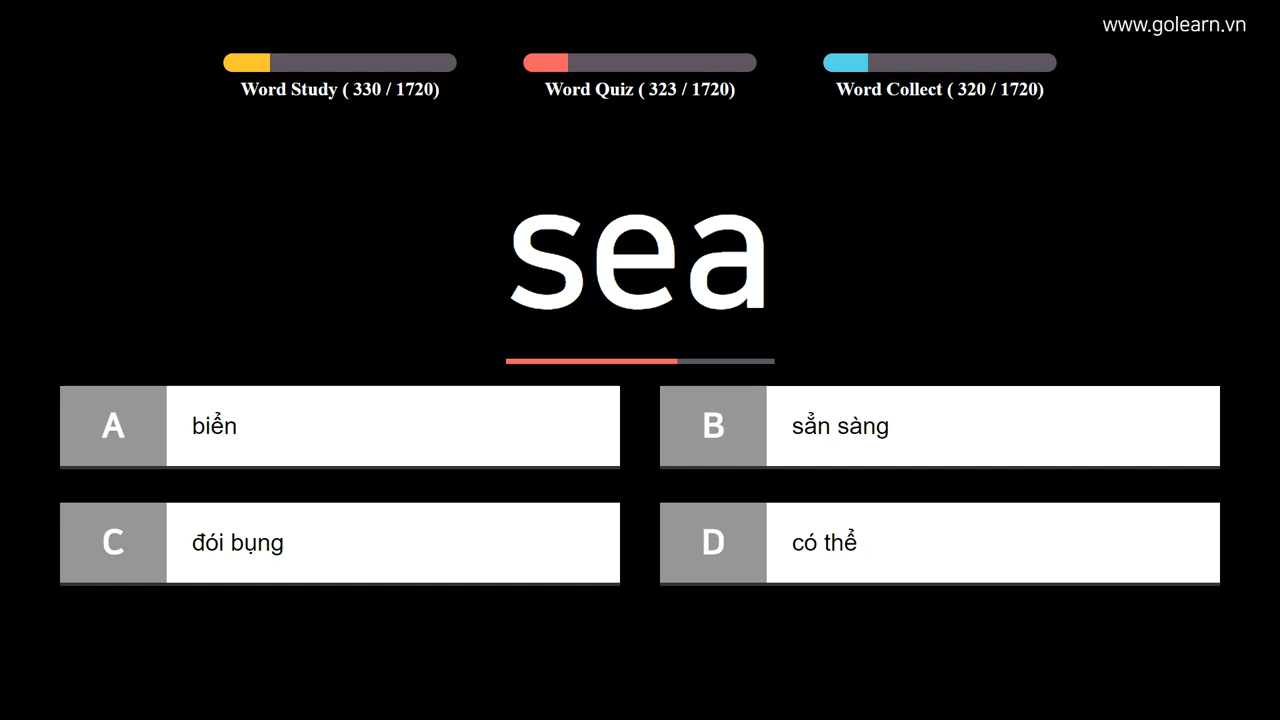 www.golearn.vn
Word Study ( 330 / 1720)
Word Quiz ( 323 / 1720)
Word Collect ( 320 / 1720)
sea
A biển
B sẳn sàng
C đói bụng
D có thể